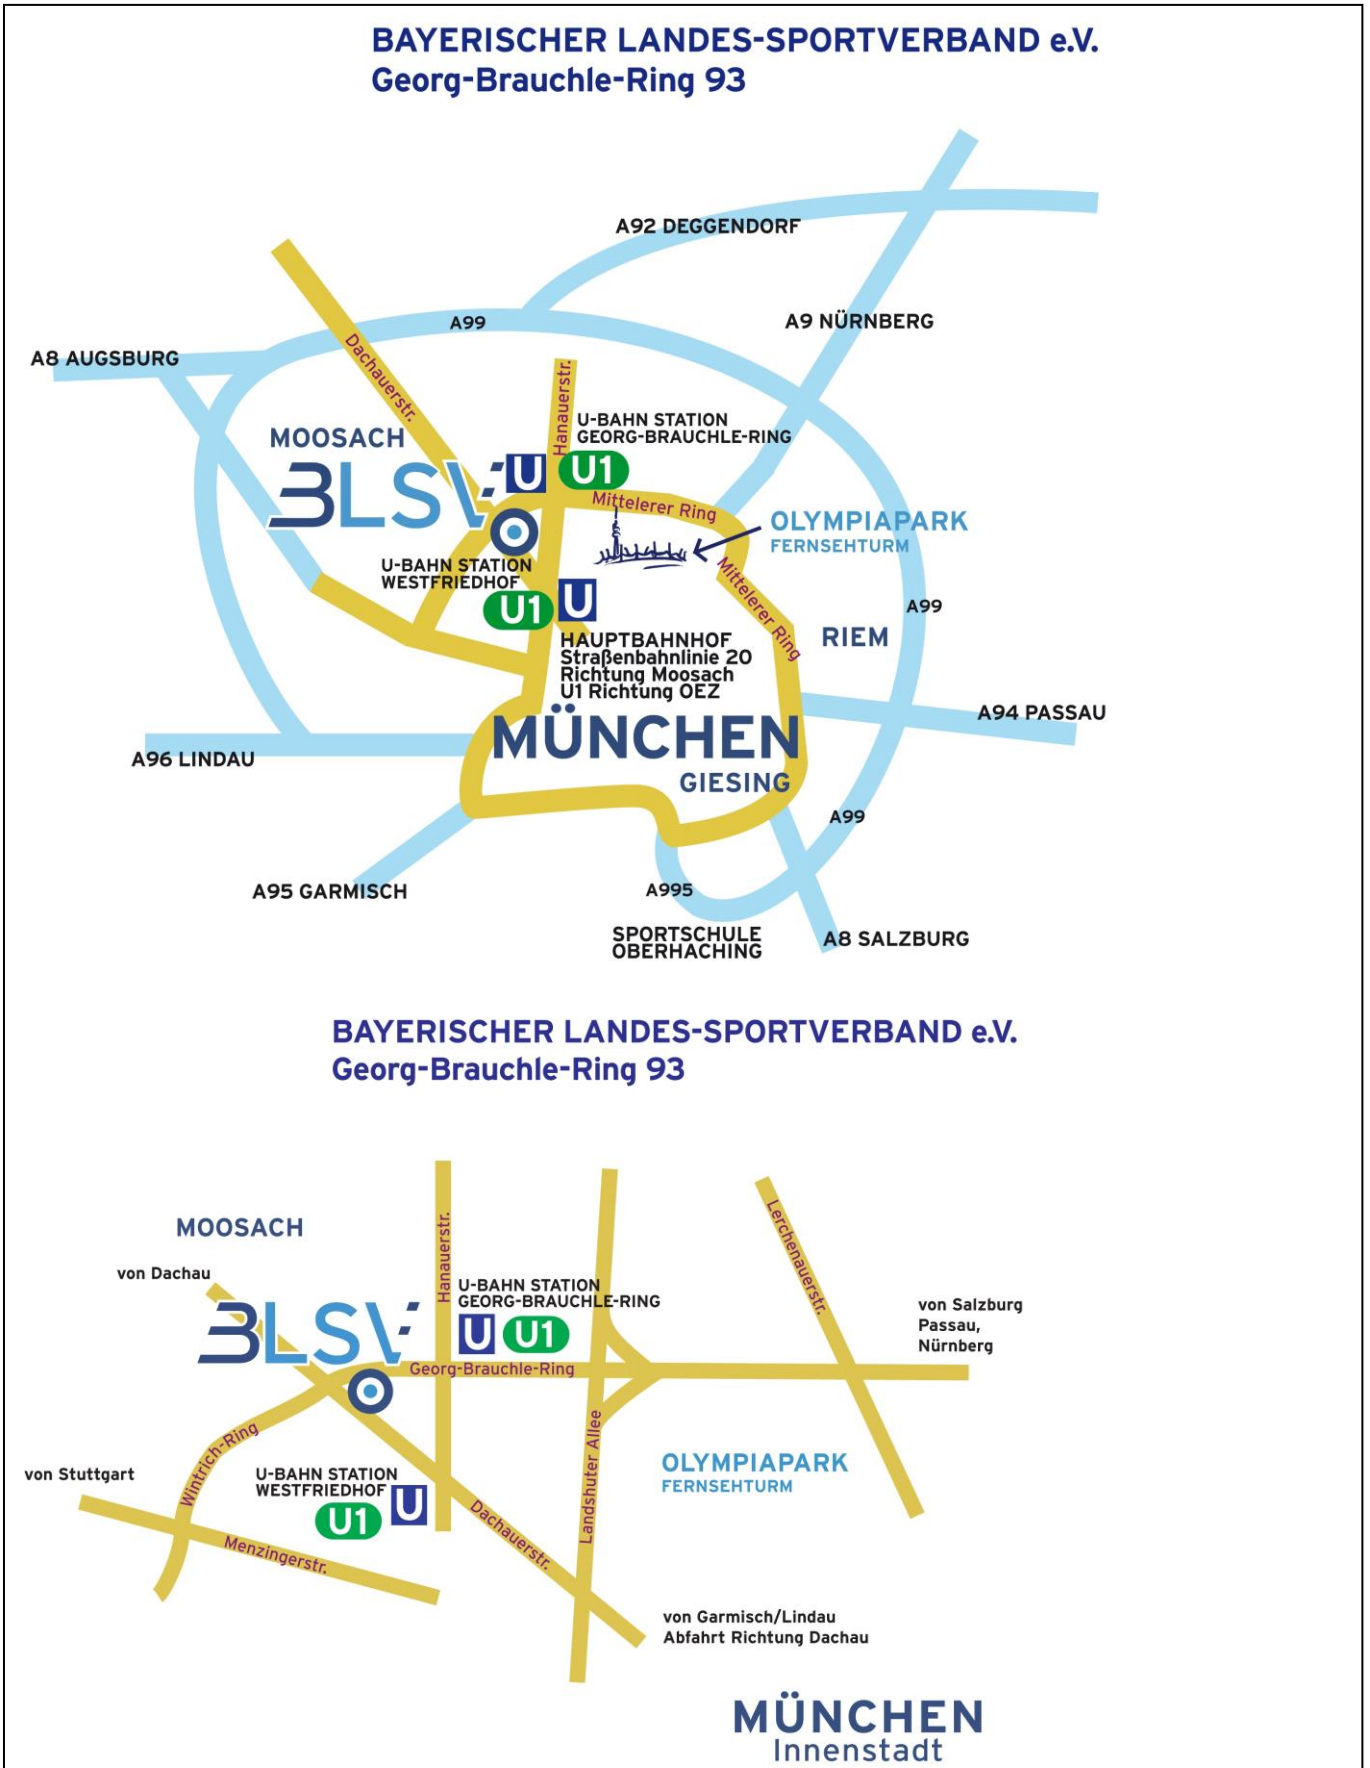 BAYERISCHER LANDES-SPORTVERBAND e.V.
Georg-Brauchle-Ring 93
A92 DEGGENDORF
A99
A9 NÜRNBERG
A8 AUGSBURG
Dachauerstr.
Hanauerstr.
U-BAHN STATION
GEORG-BRAUCHLE-RING
MOOSACH
BLSV
U
U1
Mittelerer Ring
OLYMPIAPARK
FERNSEHTURM
U-BAHN STATION
WESTFRIEDHOF
U1
U
Mittelerer Ring
A99
RIEM
HAUPTBAHNHOF
Straßenbahnlinie 20
Richtung Moosach
U1 Richtung OEZ
A94 PASSAU
MÜNCHEN
A96 LINDAU
GIESING
A99
A95 GARMISCH
A995
SPORTSCHULE
OBERHACHING
A8 SALZBURG
BAYERISCHER LANDES-SPORTVERBAND e.V.
Georg-Brauchle-Ring 93
MOOSACH
Hanauerstr.
Lerchenauerstr.
von Dachau
U-BAHN STATION
GEORG-BRAUCHLE-RING
BLSV
U
U1
von Salzburg
Passau,
Nürnberg
Georg-Brauchle-Ring
Wintrich-Ring
Landshuter Allee
OLYMPIAPARK
FERNSEHTURM
von Stuttgart
U-BAHN STATION
WESTFRIEDHOF
U1
U
Dachauerstr.
Menzingerstr.
von Garmisch/Lindau
Abfahrt Richtung Dachau
MÜNCHEN
Innenstadt